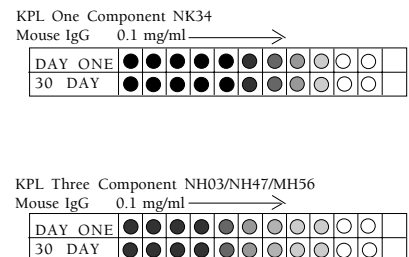 KPL One Component NK34
Mouse IgG 0.1 mg/ml
DAY ONE
30 DAY
KPL Three Component NH03/NH47/MH56
Mouse IgG 0.1 mg/ml
DAY ONE
30 DAY